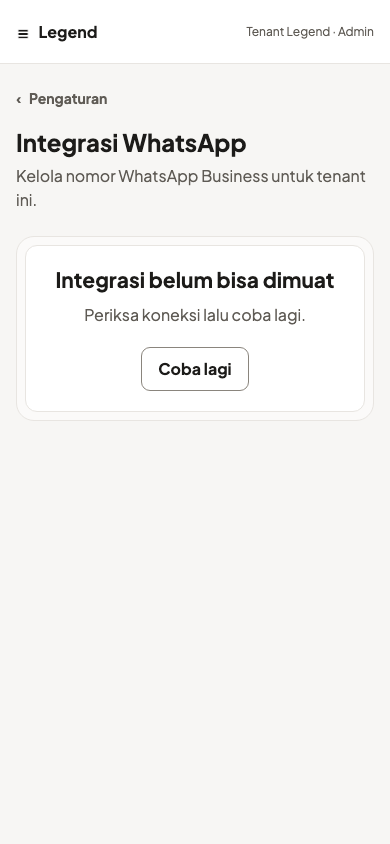 ≡ Legend
Tenant Legend · Admin
‹ Pengaturan
Integrasi WhatsApp
Kelola nomor WhatsApp Business untuk tenant
ini.
Integrasi belum bisa dimuat
Periksa koneksi lalu coba lagi.
Coba lagi